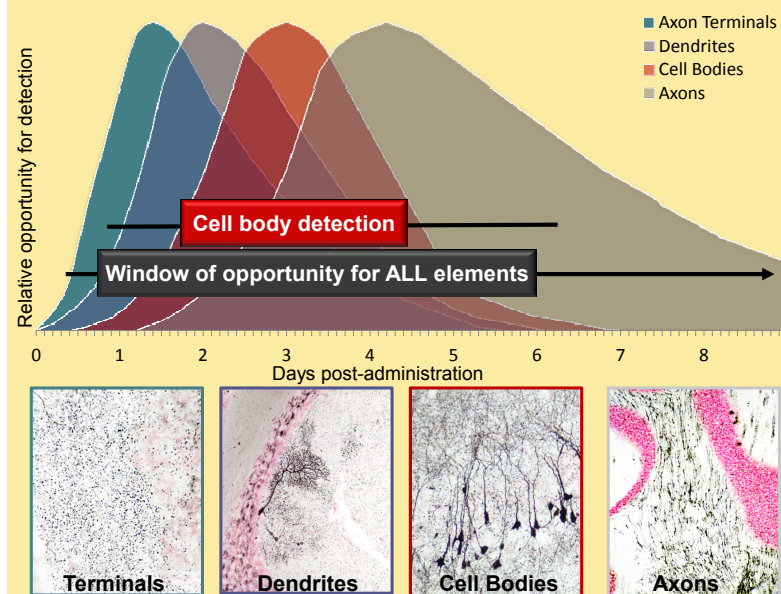 Relative opportunity for detection
Axon Terminals
Dendrites
Cell Bodies
Axons
Cell body detection
Window of opportunity for ALL elements
0 1 2 3 4 5 6 7 8
Days post-administration
Terminals
Dendrites
Cell Bodies
Axons